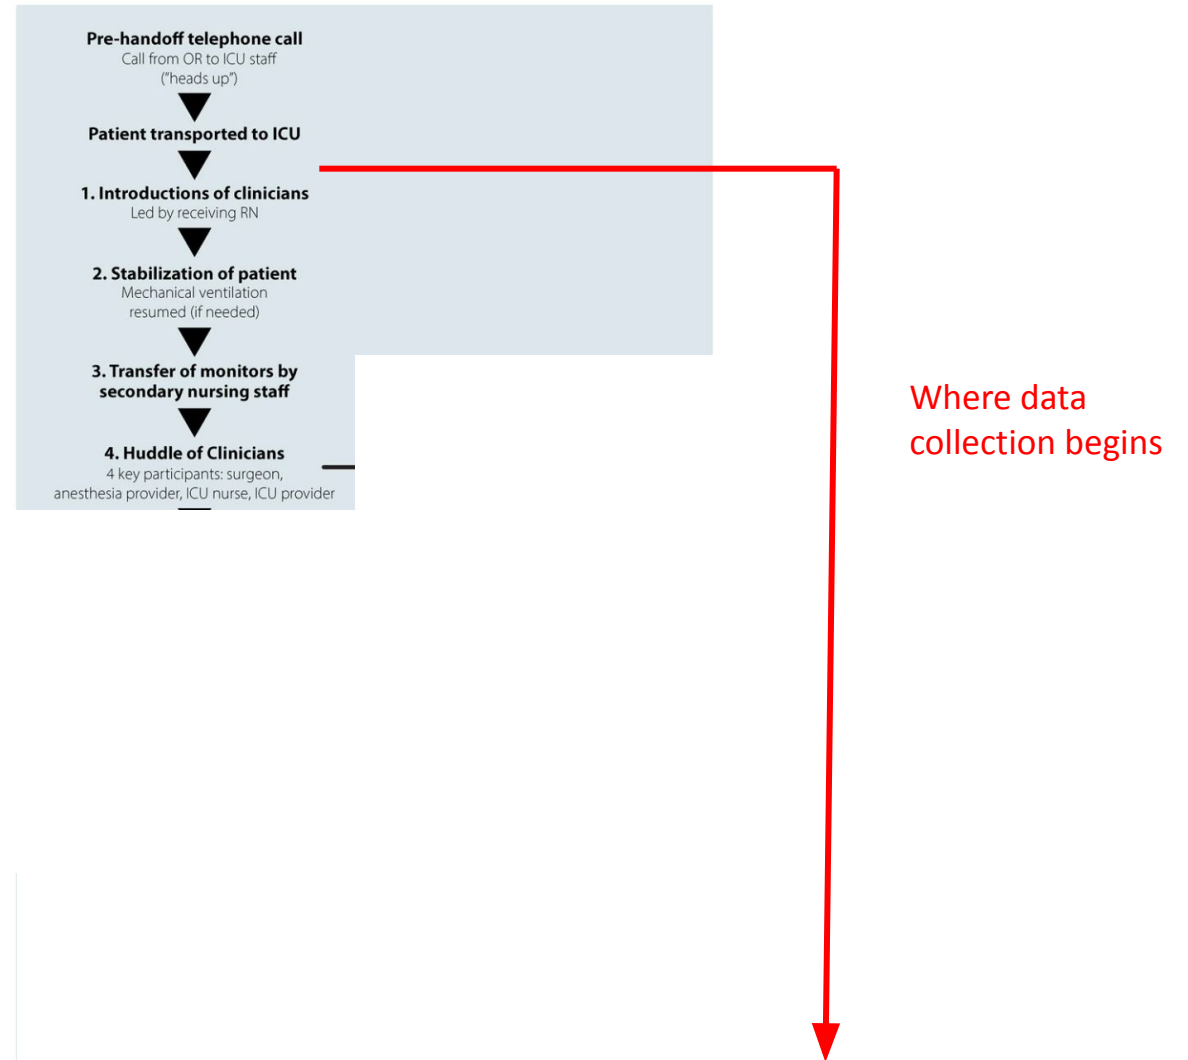 Pre-handoff telephone call
Call from OR to ICU staff
("heads up")
Patient transported to ICU
1. Introductions of clinicians
Led by receiving RN
2. Stabilization of patient
Mechanical ventilation
resumed (if needed)
3. Transfer of monitors by
secondary nursing staff
4. Huddle of Clinicians
4 key participants: surgeon,
anesthesia provider, ICU nurse, ICU provider
Where data
collection begins